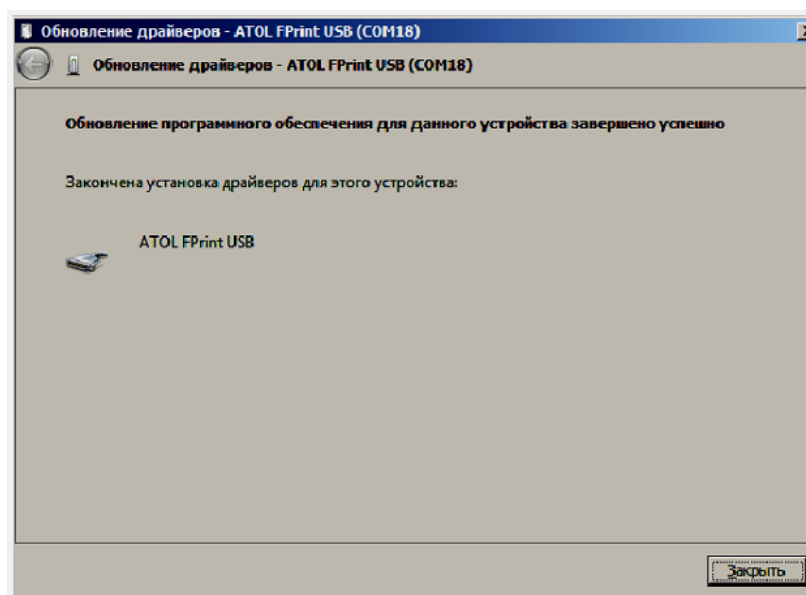 Обновление драйверов - ATOL FPrint USB (COM18)
Обновление драйверов - ATOL FPrint USB (COM18)
Обновление программного обеспечения для данного устройства завершено успешно
Закончена установка драйверов для этого устройства:
ATOL FPrint USB
Закрыть